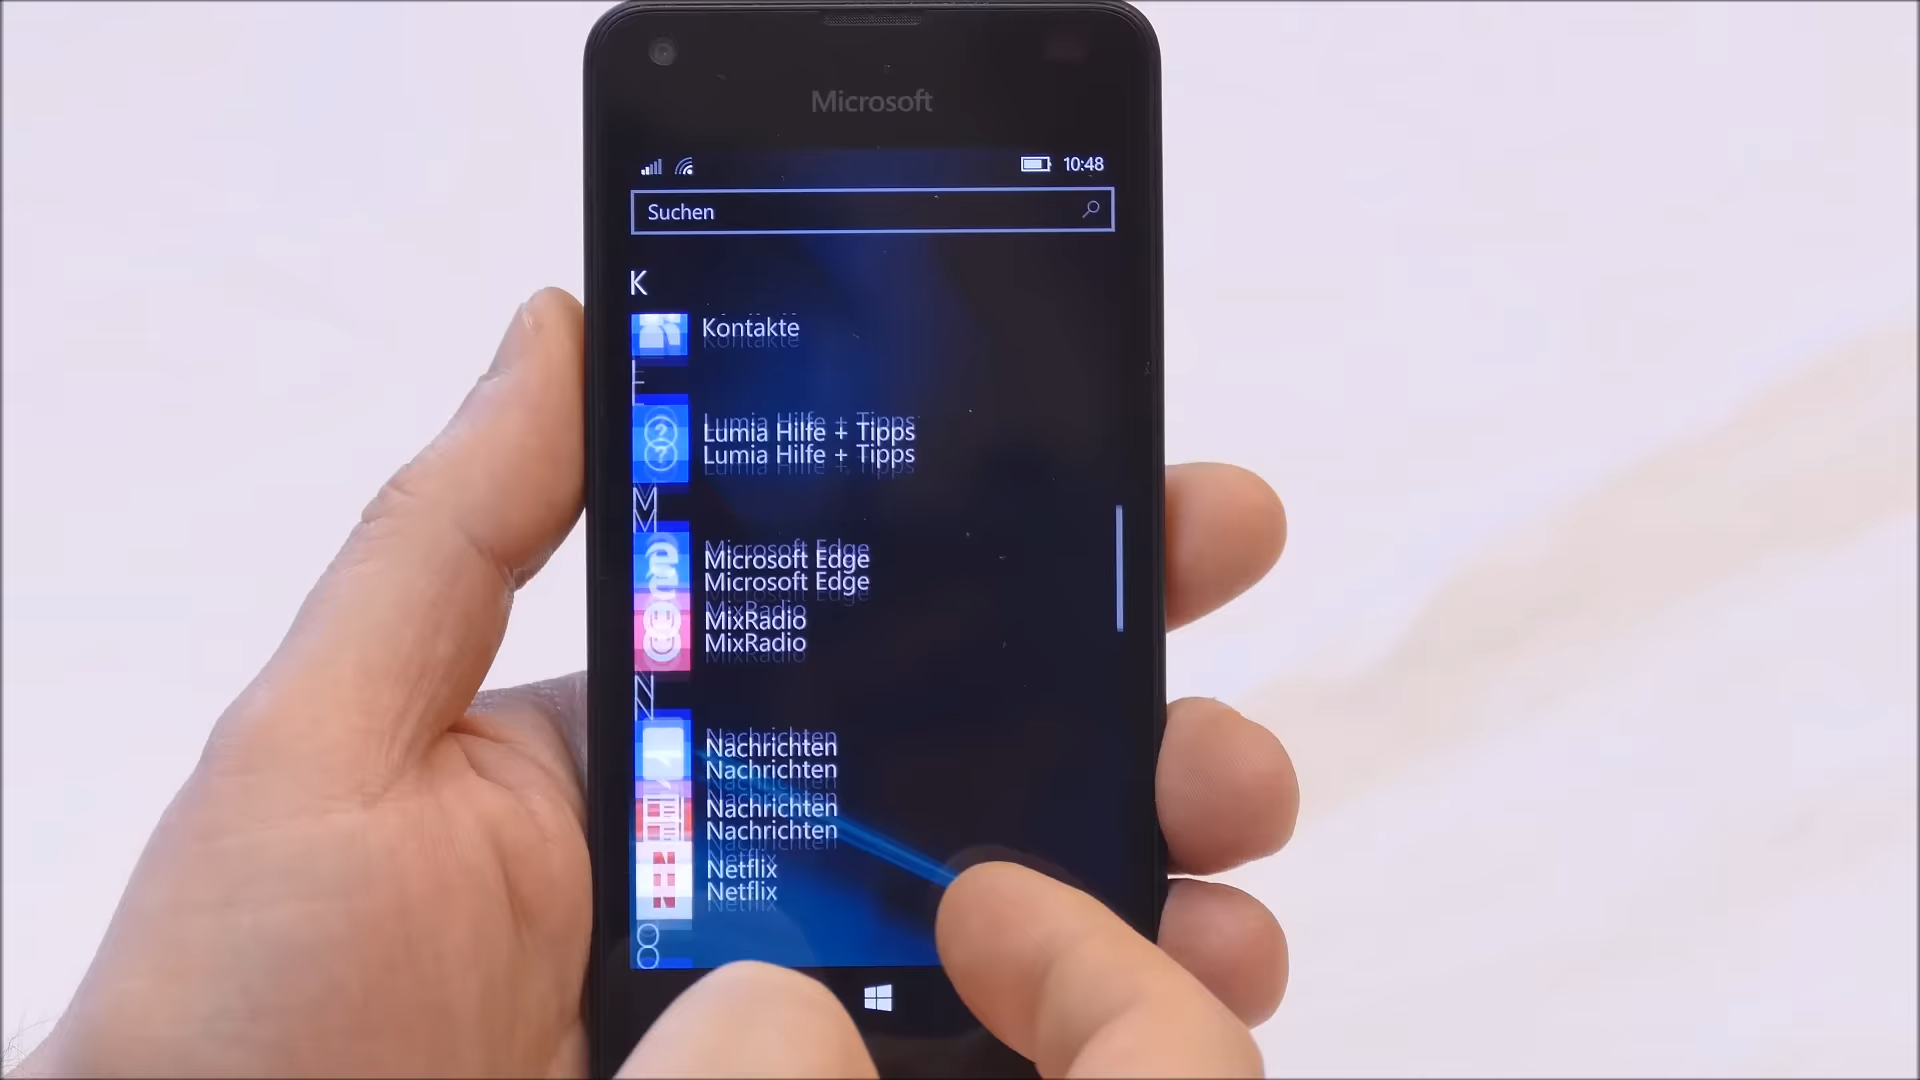 Microsoft
10:48
Suchen
K
Kontakte
L
Lumia Hilfe + Tipps
M
Microsoft Edge
MixRadio
N
Nachrichten
Nachrichten
Netflix
O